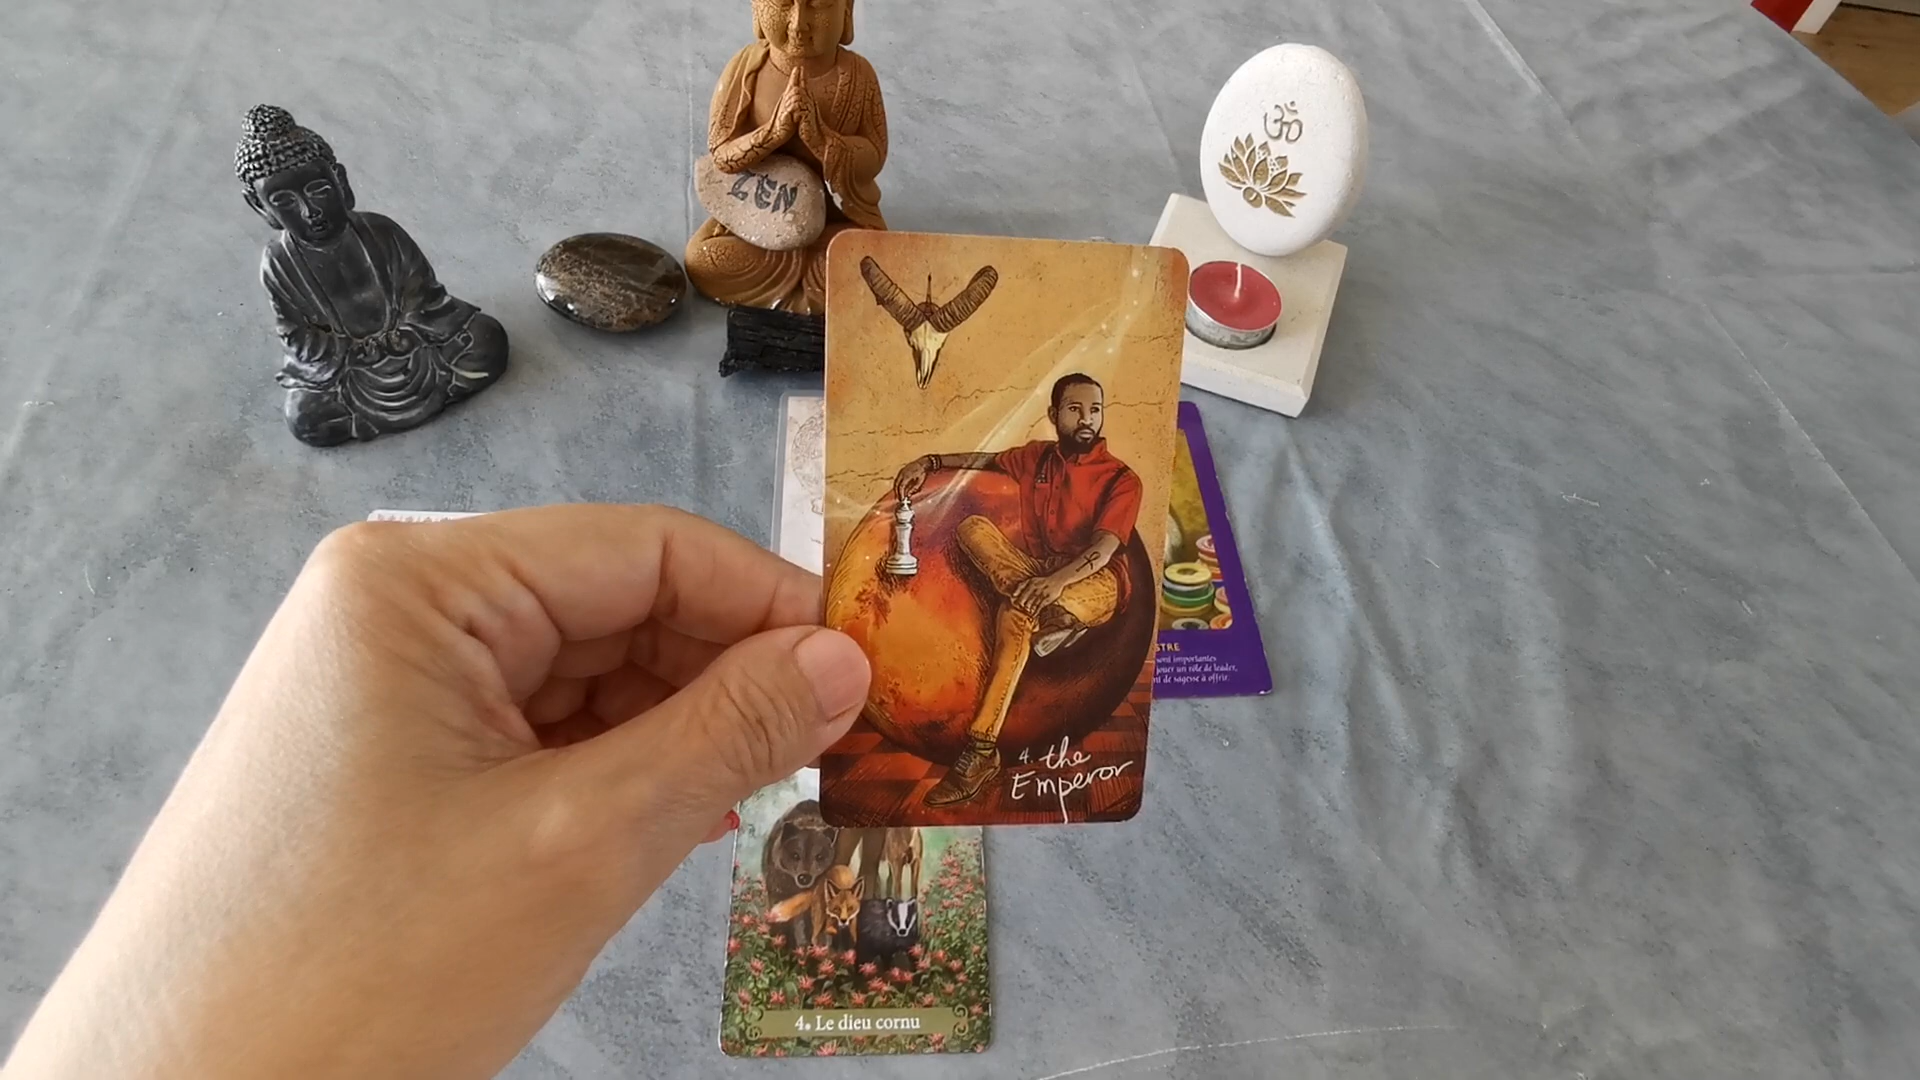 ZEN
ॐ
4. the
Emperor
STRE
sont importantes
jouer un rôle de leader,
nt de sagesse à offrir.
4. Le dieu cornu